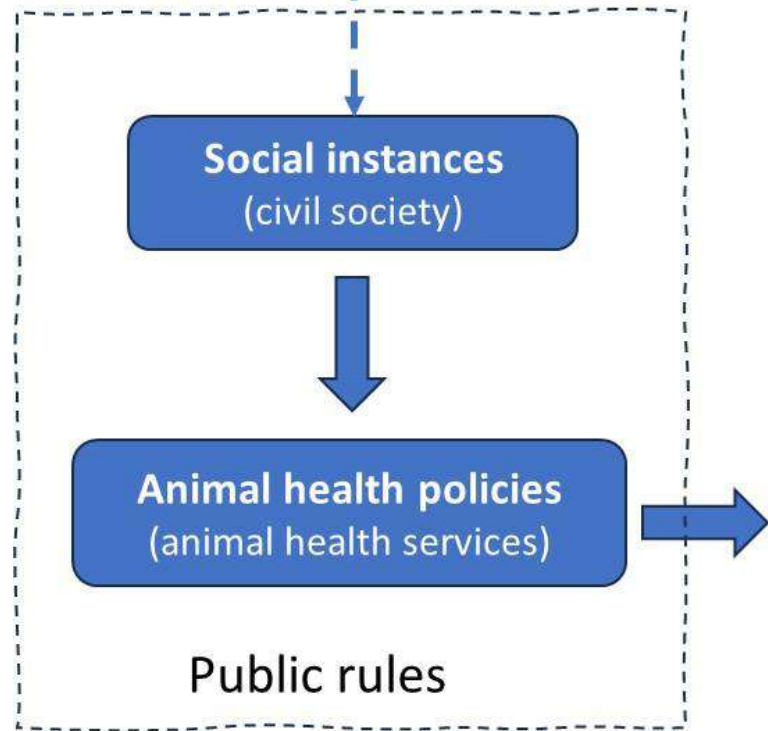 Social instances
(civil society)
Animal health policies
(animal health services)
Public rules